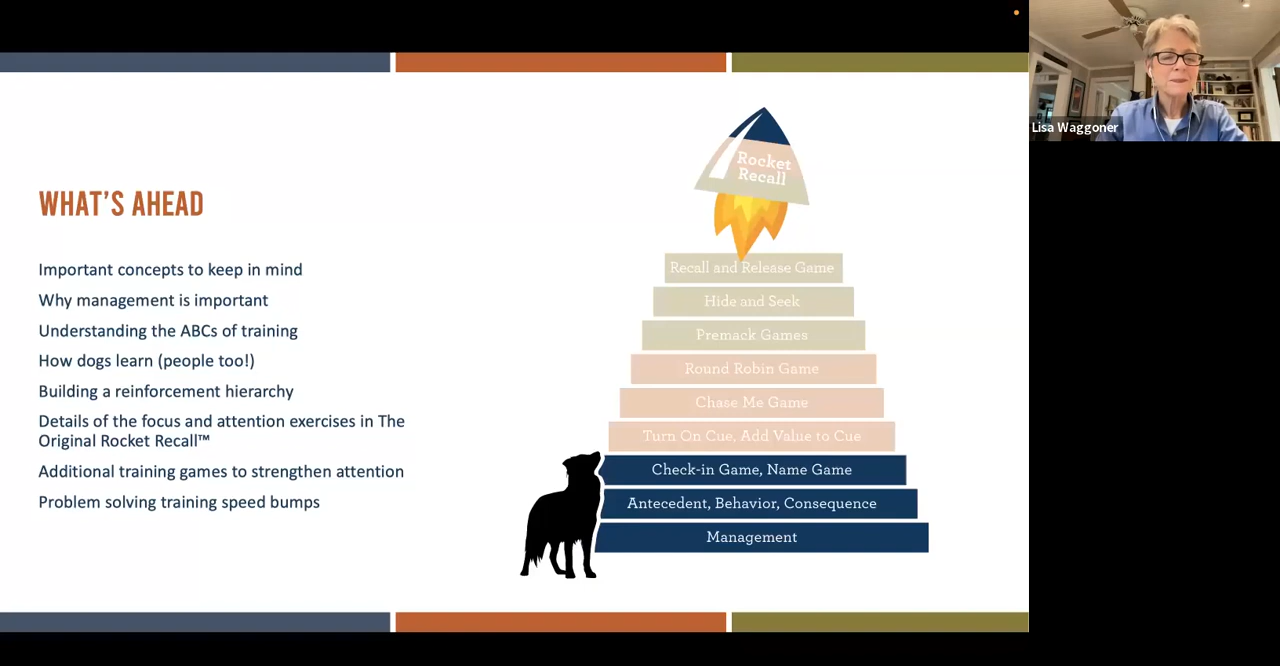 Lisa Waggoner
WHAT'S AHEAD
Important concepts to keep in mind
Why management is important
Understanding the ABCs of training
How dogs learn (people too!)
Building a reinforcement hierarchy
Details of the focus and attention exercises in The
Original Rocket Recall™
Additional training games to strengthen attention
Problem solving training speed bumps
Rocket
Recall
Recall and Release Game
Hide and Seek
Premack Games
Round Robin Game
Chase Me Game
Turn On Cue, Add Value to Cue
Check-in Game, Name Game
Antecedent, Behavior, Consequence
Management